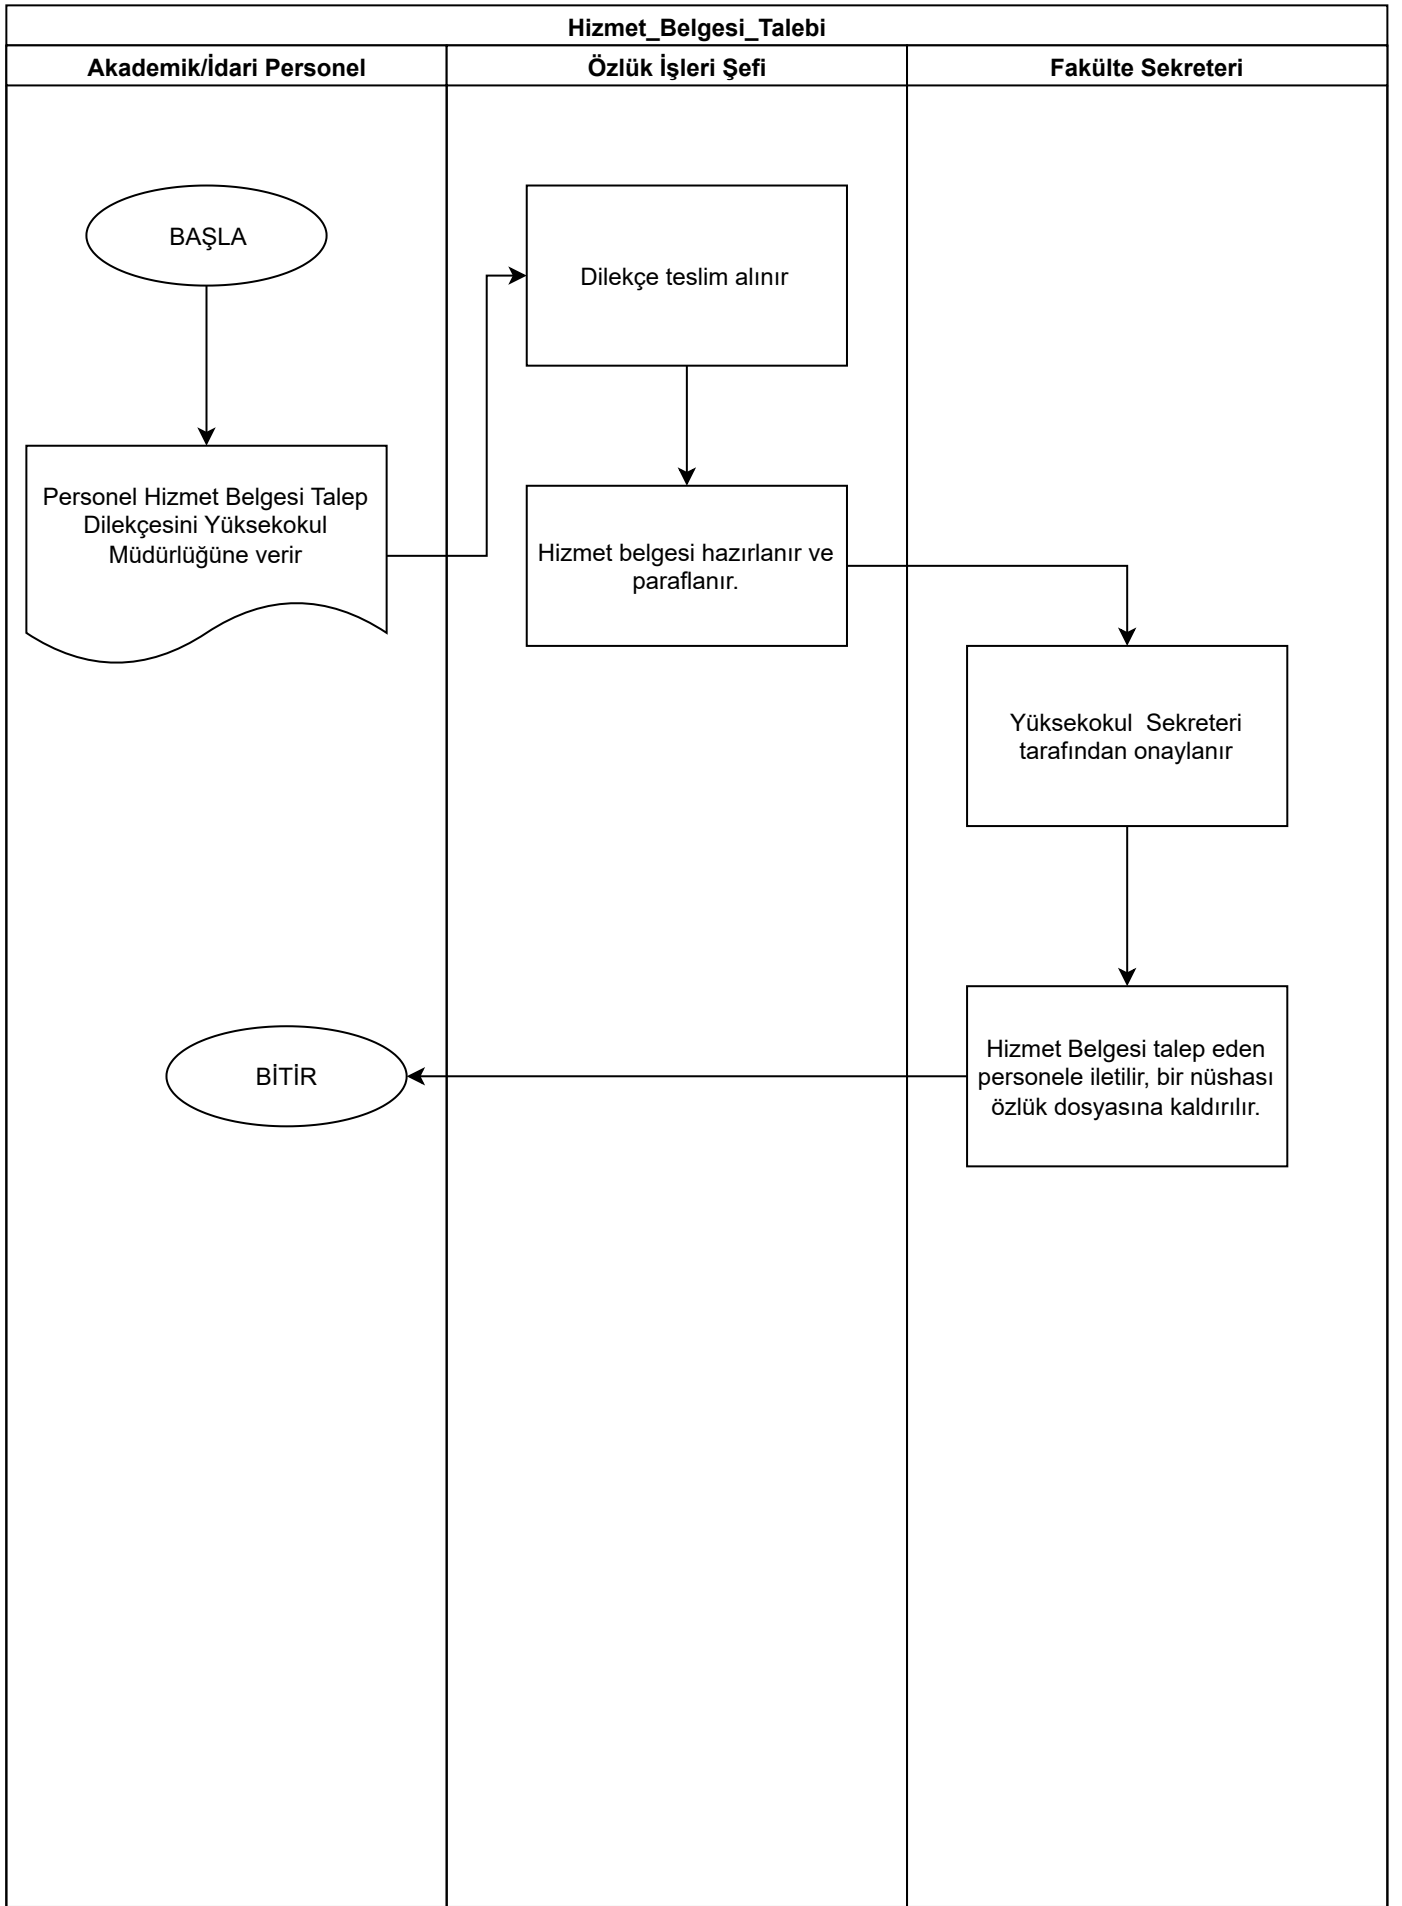 Hizmet_Belgesi_Talebi
Akademik/İdari Personel
Özlük İşleri Şefi
Fakülte Sekreteri
BAŞLA
Dilekçe teslim alınır
Personel Hizmet Belgesi Talep
Dilekçesini Yüksekokul
Müdürlüğüne verir
Hizmet belgesi hazırlanır ve
paraflanır.
Yüksekokul  Sekreteri
tarafından onaylanır
Hizmet Belgesi talep eden
personele iletilir, bir nüshası
özlük dosyasına kaldırılır.
BİTİR